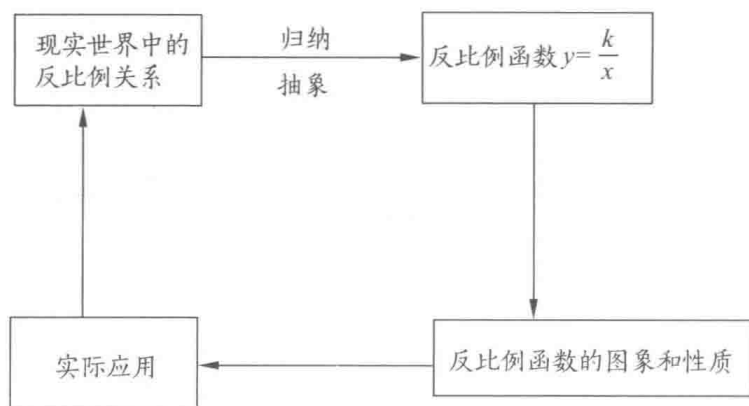 现实世界中的
反比例关系
归纳
抽象
反比例函数 y=k/x
实际应用
反比例函数的图象和性质